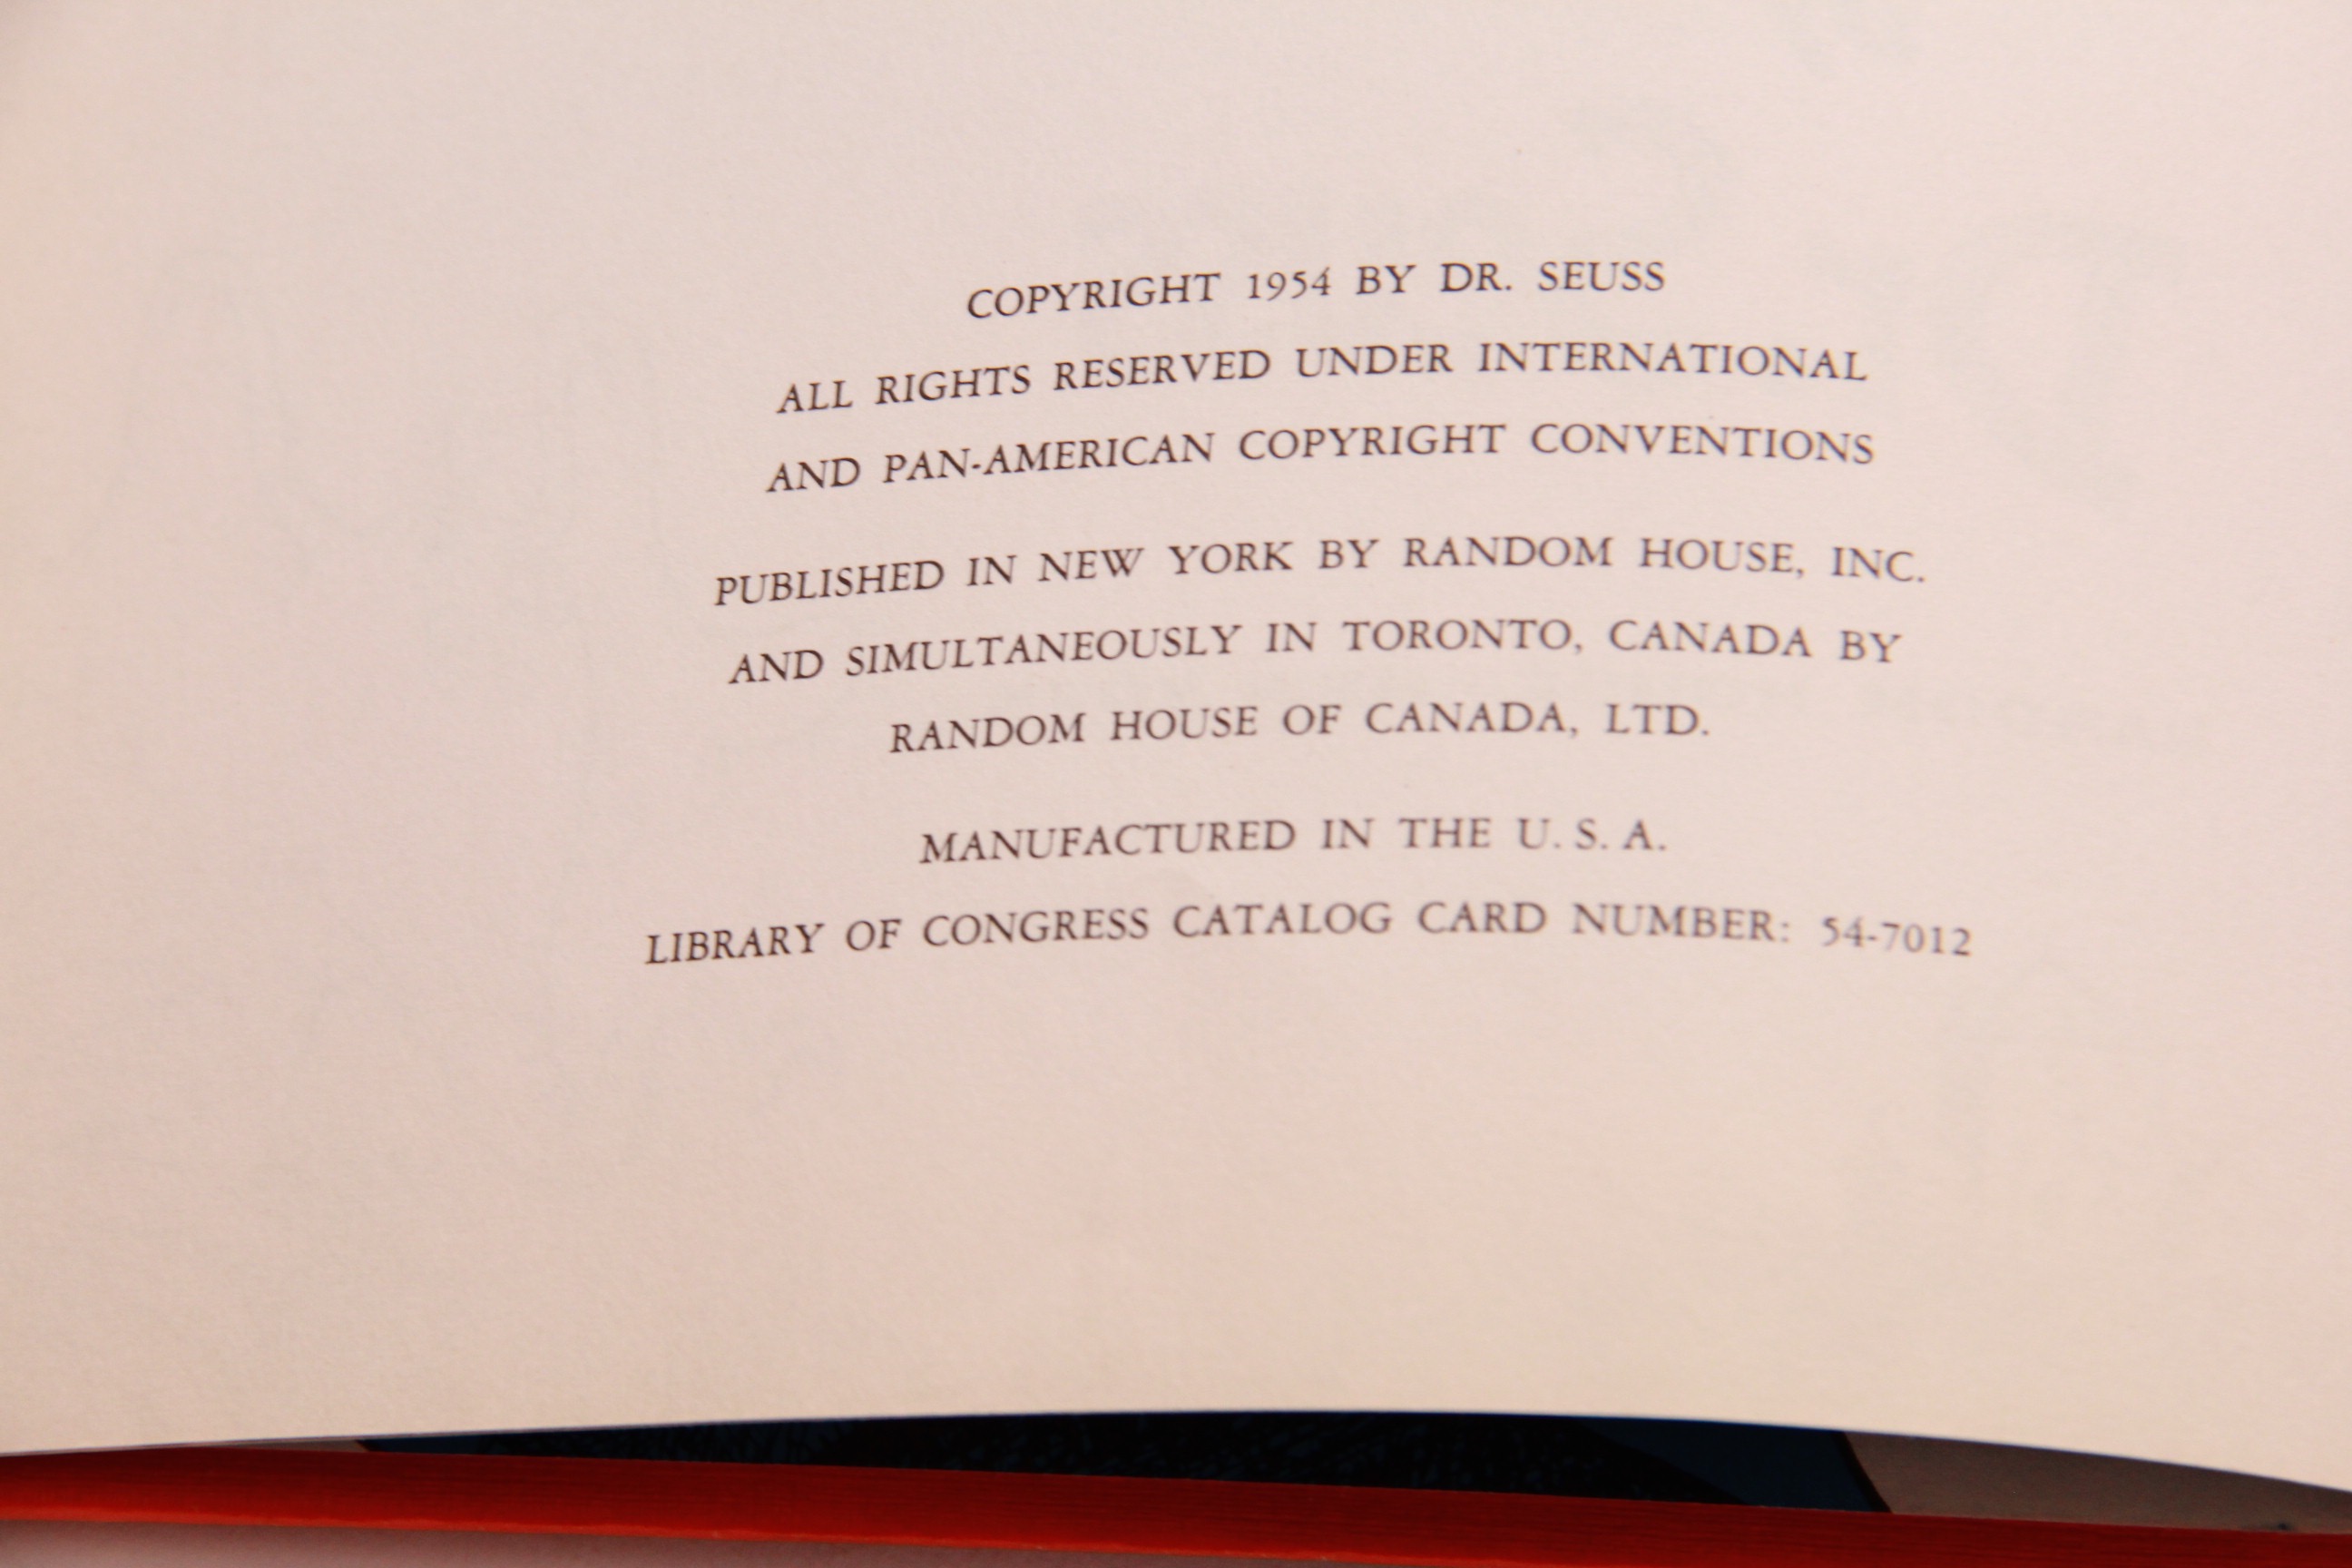 COPYRIGHT 1954 BY DR. SEUSS
ALL RIGHTS RESERVED UNDER INTERNATIONAL
AND PAN-AMERICAN COPYRIGHT CONVENTIONS
PUBLISHED IN NEW YORK BY RANDOM HOUSE, INC.
AND SIMULTANEOUSLY IN TORONTO, CANADA BY
RANDOM HOUSE OF CANADA, LTD.
MANUFACTURED IN THE U. S. A.
LIBRARY OF CONGRESS CATALOG CARD NUMBER: 54-7012